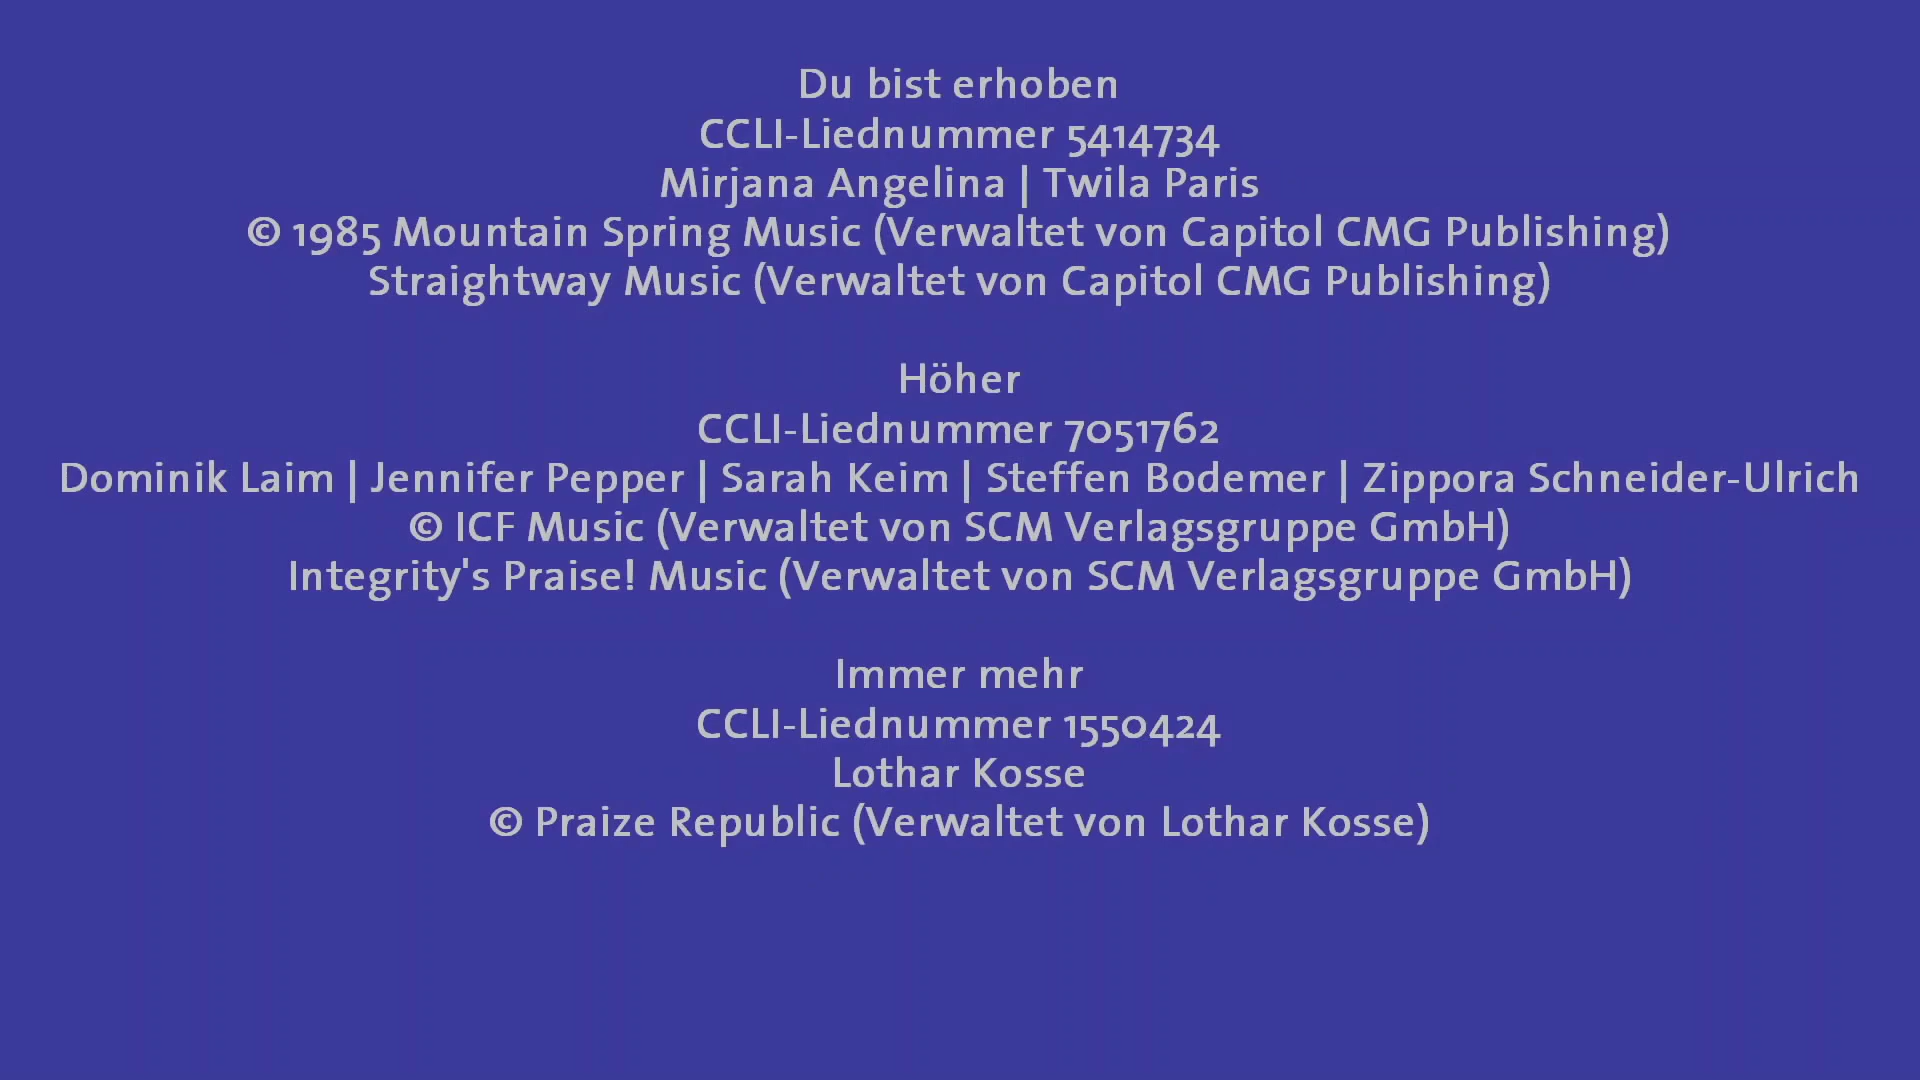 Du bist erhoben
CCLI-Liednummer 5414734
Mirjana Angelina | Twila Paris
© 1985 Mountain Spring Music (Verwaltet von Capitol CMG Publishing)
Straightway Music (Verwaltet von Capitol CMG Publishing)
Höher
CCLI-Liednummer 7051762
Dominik Laim | Jennifer Pepper | Sarah Keim | Steffen Bodemer | Zippora Schneider-Ulrich
© ICF Music (Verwaltet von SCM Verlagsgruppe GmbH)
Integrity's Praise! Music (Verwaltet von SCM Verlagsgruppe GmbH)
Immer mehr
CCLI-Liednummer 1550424
Lothar Kosse
© Praize Republic (Verwaltet von Lothar Kosse)